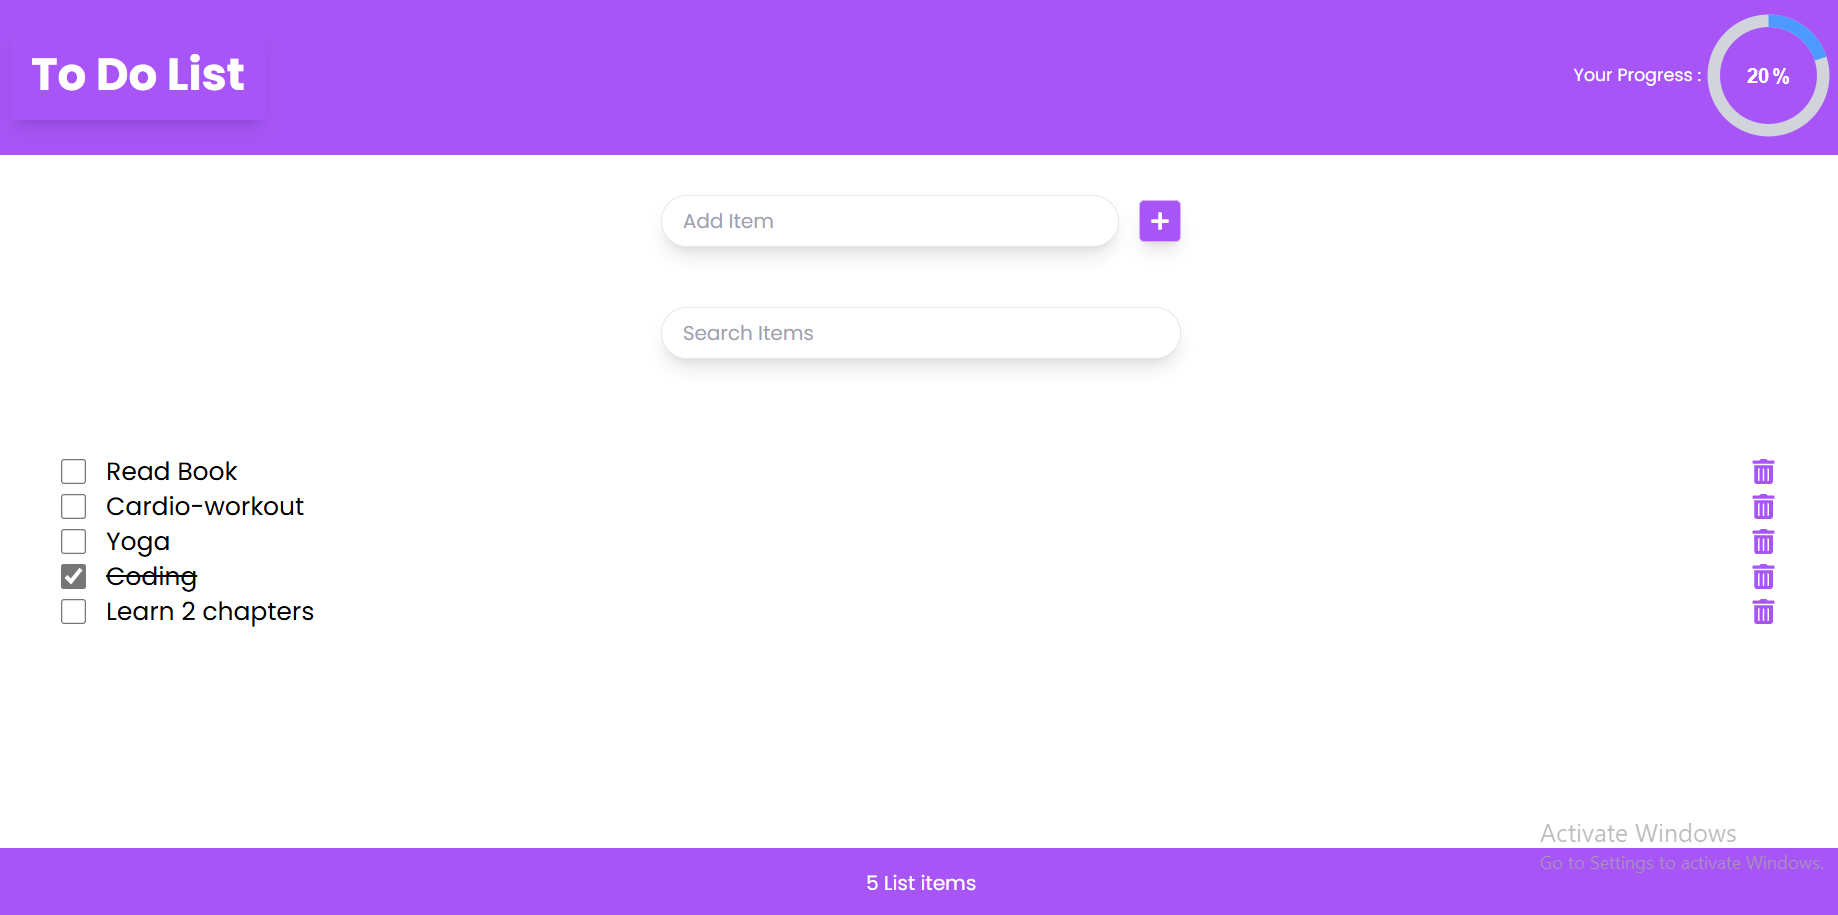 To Do List
Your Progress :
20 %
Add Item
Search Items
Read Book
Cardio-workout
Yoga
Coding
Learn 2 chapters
Activate Windows
Go to Settings to activate Windows.
5 List items